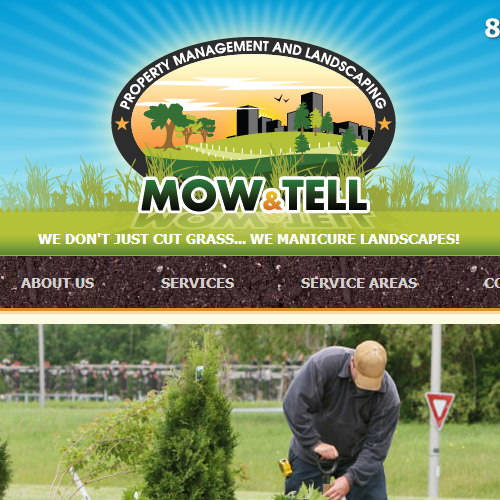 8
PROPERTY MANAGEMENT AND LANDSCAPING
MOW & TELL
WE DON'T JUST CUT GRASS... WE MANICURE LANDSCAPES!
ABOUT US SERVICES SERVICE AREAS CO